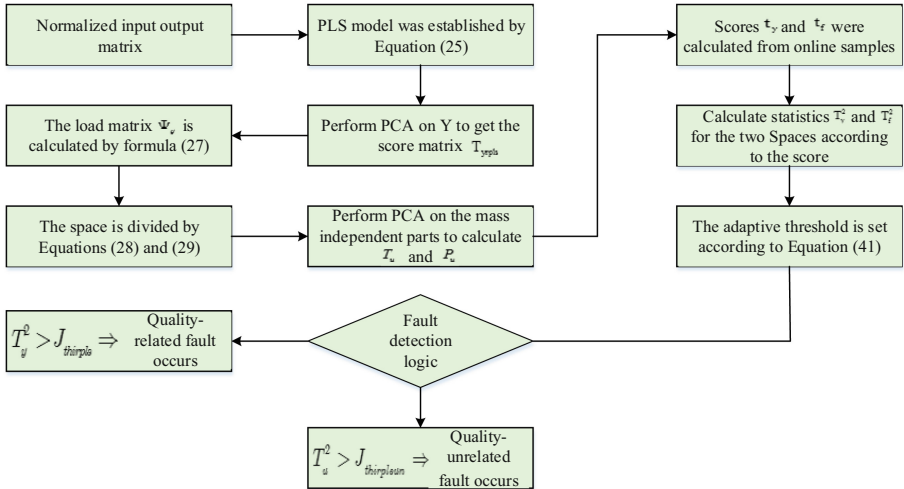 Normalized input output
matrix
PLS model was established by
Equation (25)
Scores t_y and t_f were
calculated from online samples
The load matrix Ψ_y is
calculated by formula (27)
Perform PCA on Y to get the
score matrix
Calculate statistics T_y^2 and T_f^2
for the two Spaces according
to the score
The space is divided by
Equations (28) and (29)
Perform PCA on the mass
independent parts to calculate
T_u and P_u
The adaptive threshold is set
according to Equation (41)
T_y^2 > J_thirpls ⇒ Quality-
related fault
occurs
Fault
detection
logic
T_u^2 > J_thirplsun ⇒ Quality-
unrelated
fault occurs